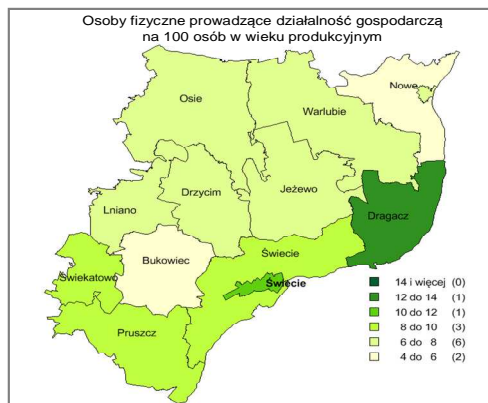 Osoby fizyczne prowadzące działalność gospodarczą
na 100 osób w wieku produkcyjnym
Nowe
Osie
Warlubie
Drzycim
Jeżewo
Lniano
Dragacz
Bukowiec
Świecie
Świekatowo
Świecie
Pruszcz
14 i więcej (0)
12 do 14 (1)
10 do 12 (1)
8 do 10 (3)
6 do 8 (6)
4 do 6 (2)